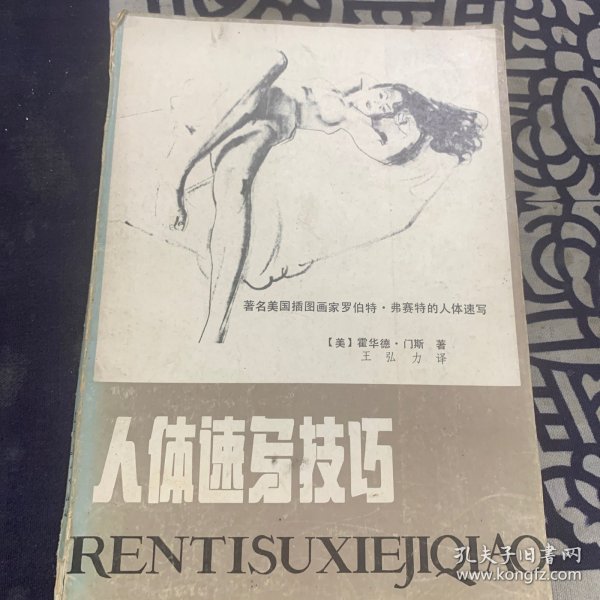 著名美国插图画家罗伯特·弗赛特的人体速写
【美】霍华德·门斯 著
王弘力 译
人体速写技巧
RENTISUXIEJIQIAO
孔夫子旧书网
www.kongfz.com